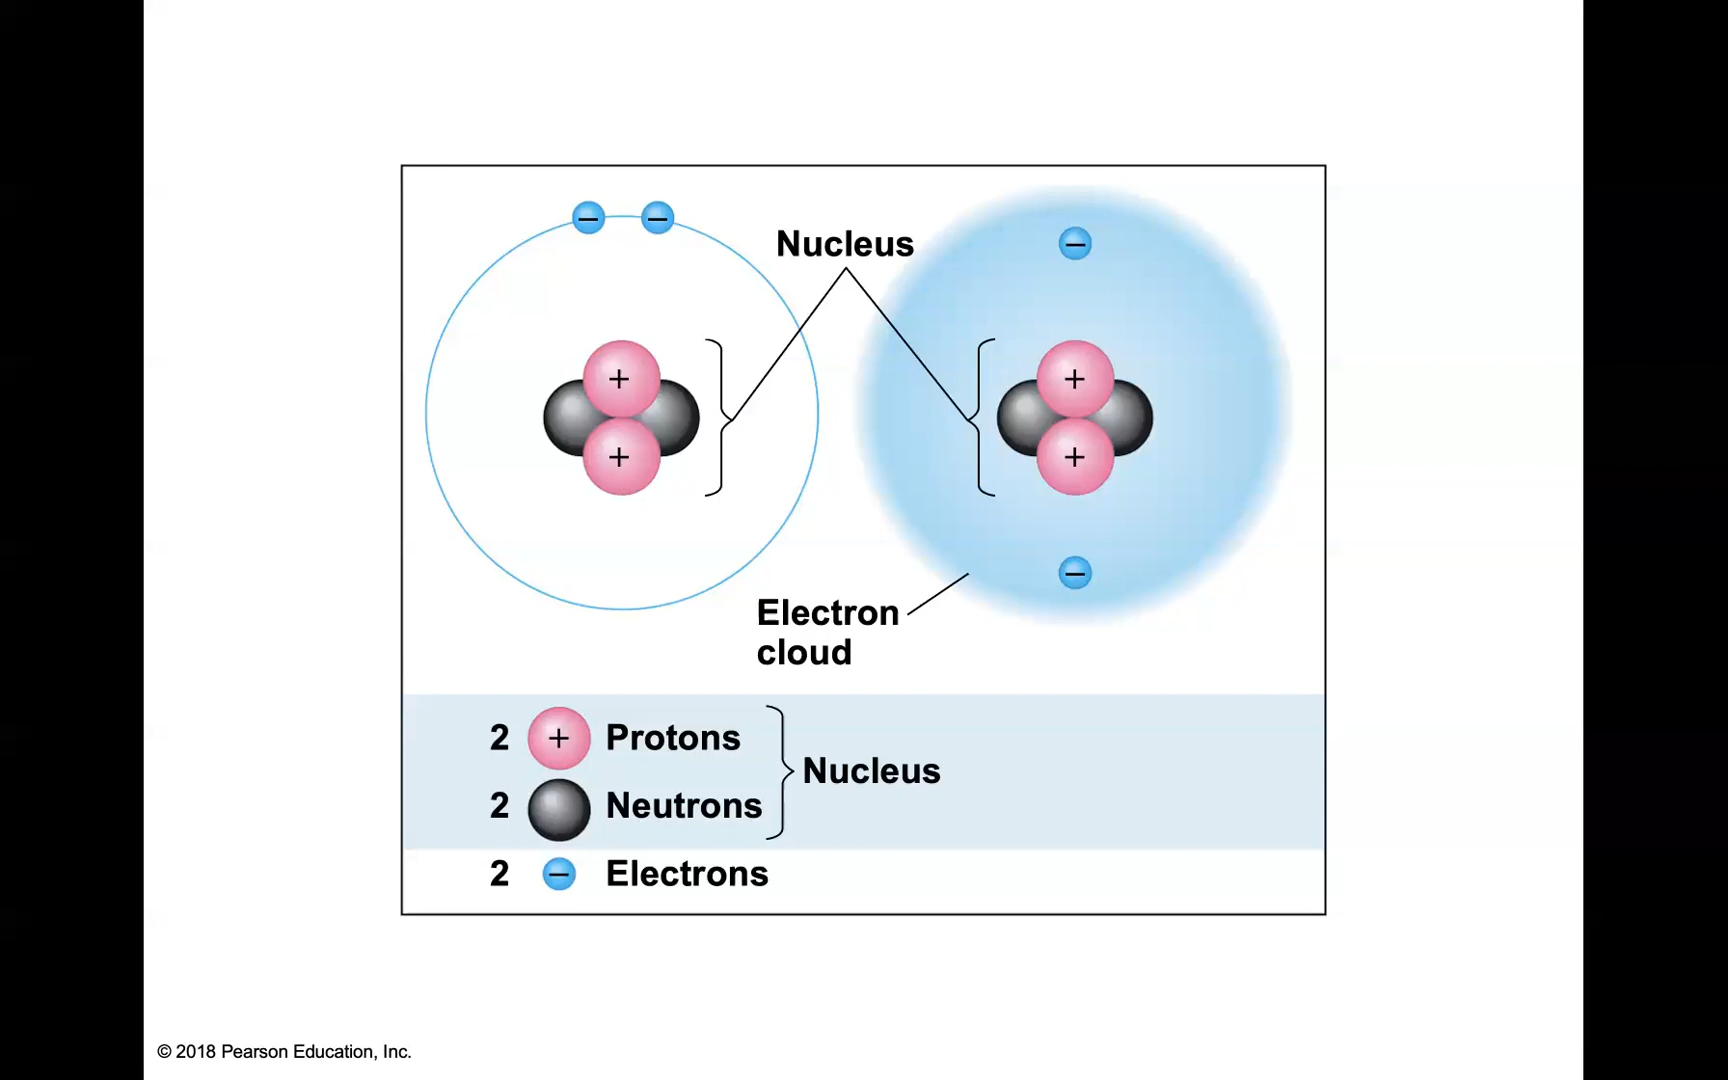 − −
Nucleus
−
+ +
+ +
Electron
cloud
−
2 + Protons
Nucleus
2 Neutrons
2 − Electrons
© 2018 Pearson Education, Inc.